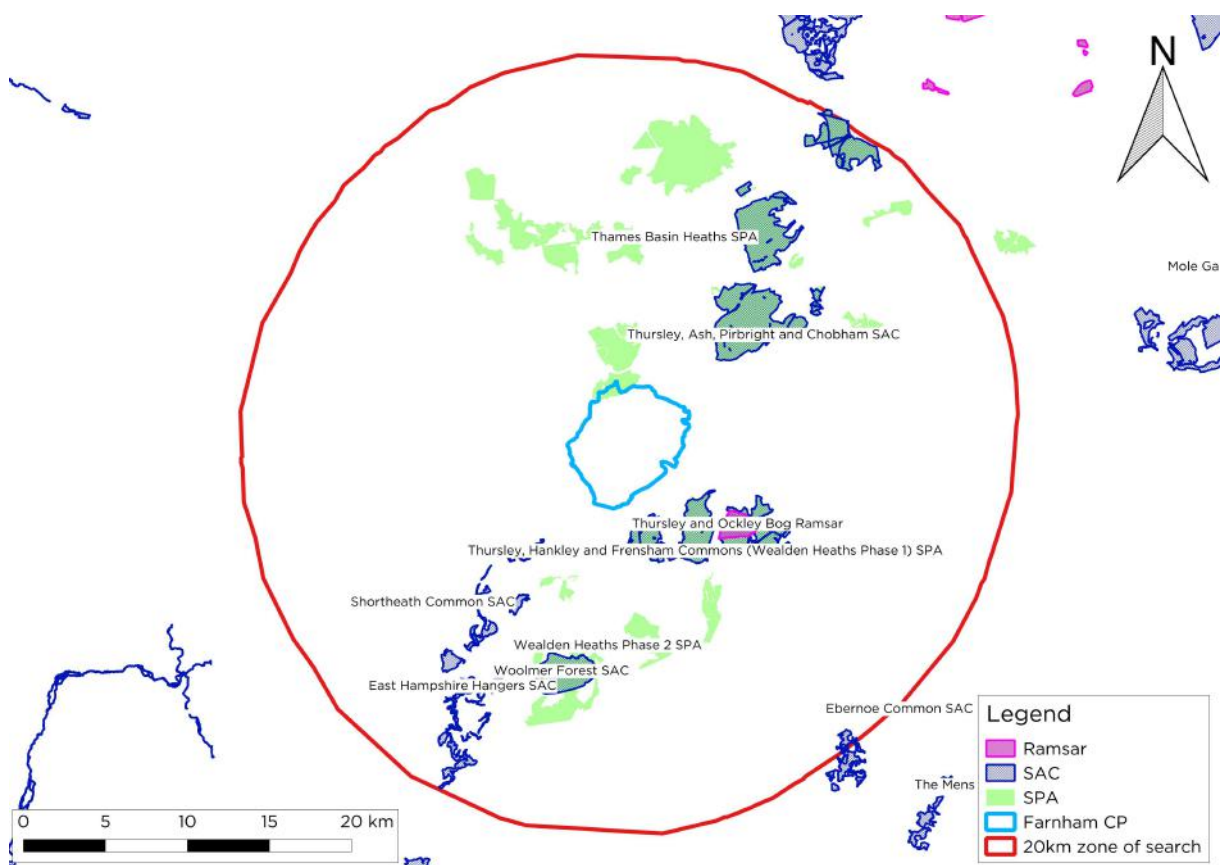 N
Thames Basin Heaths SPA
Mole Ga
Thursley, Ash, Pirbright and Chobham SAC
Thursley and Ockley Bog Ramsar
Thursley, Hankley and Frensham Commons (Wealden Heaths Phase 1) SPA
Shortheath Common SAC
Wealden Heaths Phase 2 SPA
Woolmer Forest SAC
East Hampshire Hangers SAC
Ebernoe Common SAC
The Mens
Legend
Ramsar
SAC
SPA
Farnham CP
20km zone of search
0 5 10 15 20 km